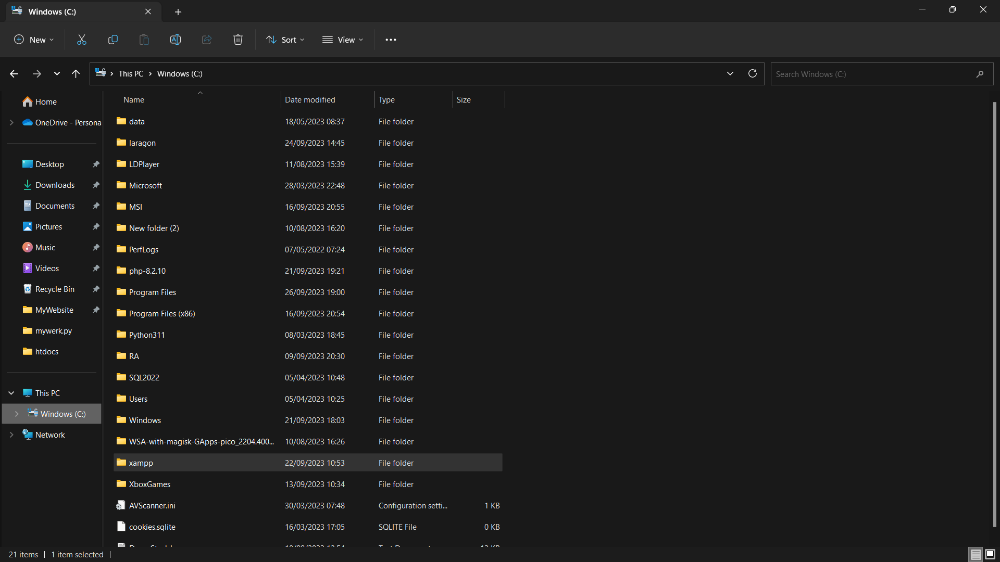 Windows (C:)
New
Sort
View
This PC
Windows (C:)
Search Windows (C:)
Home
OneDrive - Persona
Desktop
Downloads
Documents
Pictures
Music
Videos
Recycle Bin
MyWebsite
mywerk.py
htdocs
This PC
Windows (C:)
Network
Name Date modified Type Size
data 18/05/2023 08:37 File folder
laragon 24/09/2023 14:45 File folder
LDPlayer 11/08/2023 15:39 File folder
Microsoft 28/03/2023 22:48 File folder
MSI 16/09/2023 20:55 File folder
New folder (2) 10/08/2023 16:20 File folder
PerfLogs 07/05/2022 07:24 File folder
php-8.2.10 21/09/2023 19:21 File folder
Program Files 26/09/2023 19:00 File folder
Program Files (x86) 16/09/2023 20:54 File folder
Python311 08/03/2023 18:45 File folder
RA 09/09/2023 20:30 File folder
SQL2022 05/04/2023 10:48 File folder
Users 05/04/2023 10:25 File folder
Windows 21/09/2023 18:03 File folder
WSA-with-magisk-GApps-pico_2204.400... 10/08/2023 16:26 File folder
xampp 22/09/2023 10:53 File folder
XboxGames 13/09/2023 10:34 File folder
AVScanner.ini 30/03/2023 07:48 Configuration setti... 1 KB
cookies.sqlite 16/03/2023 17:05 SQLITE File 0 KB
21 items
1 item selected